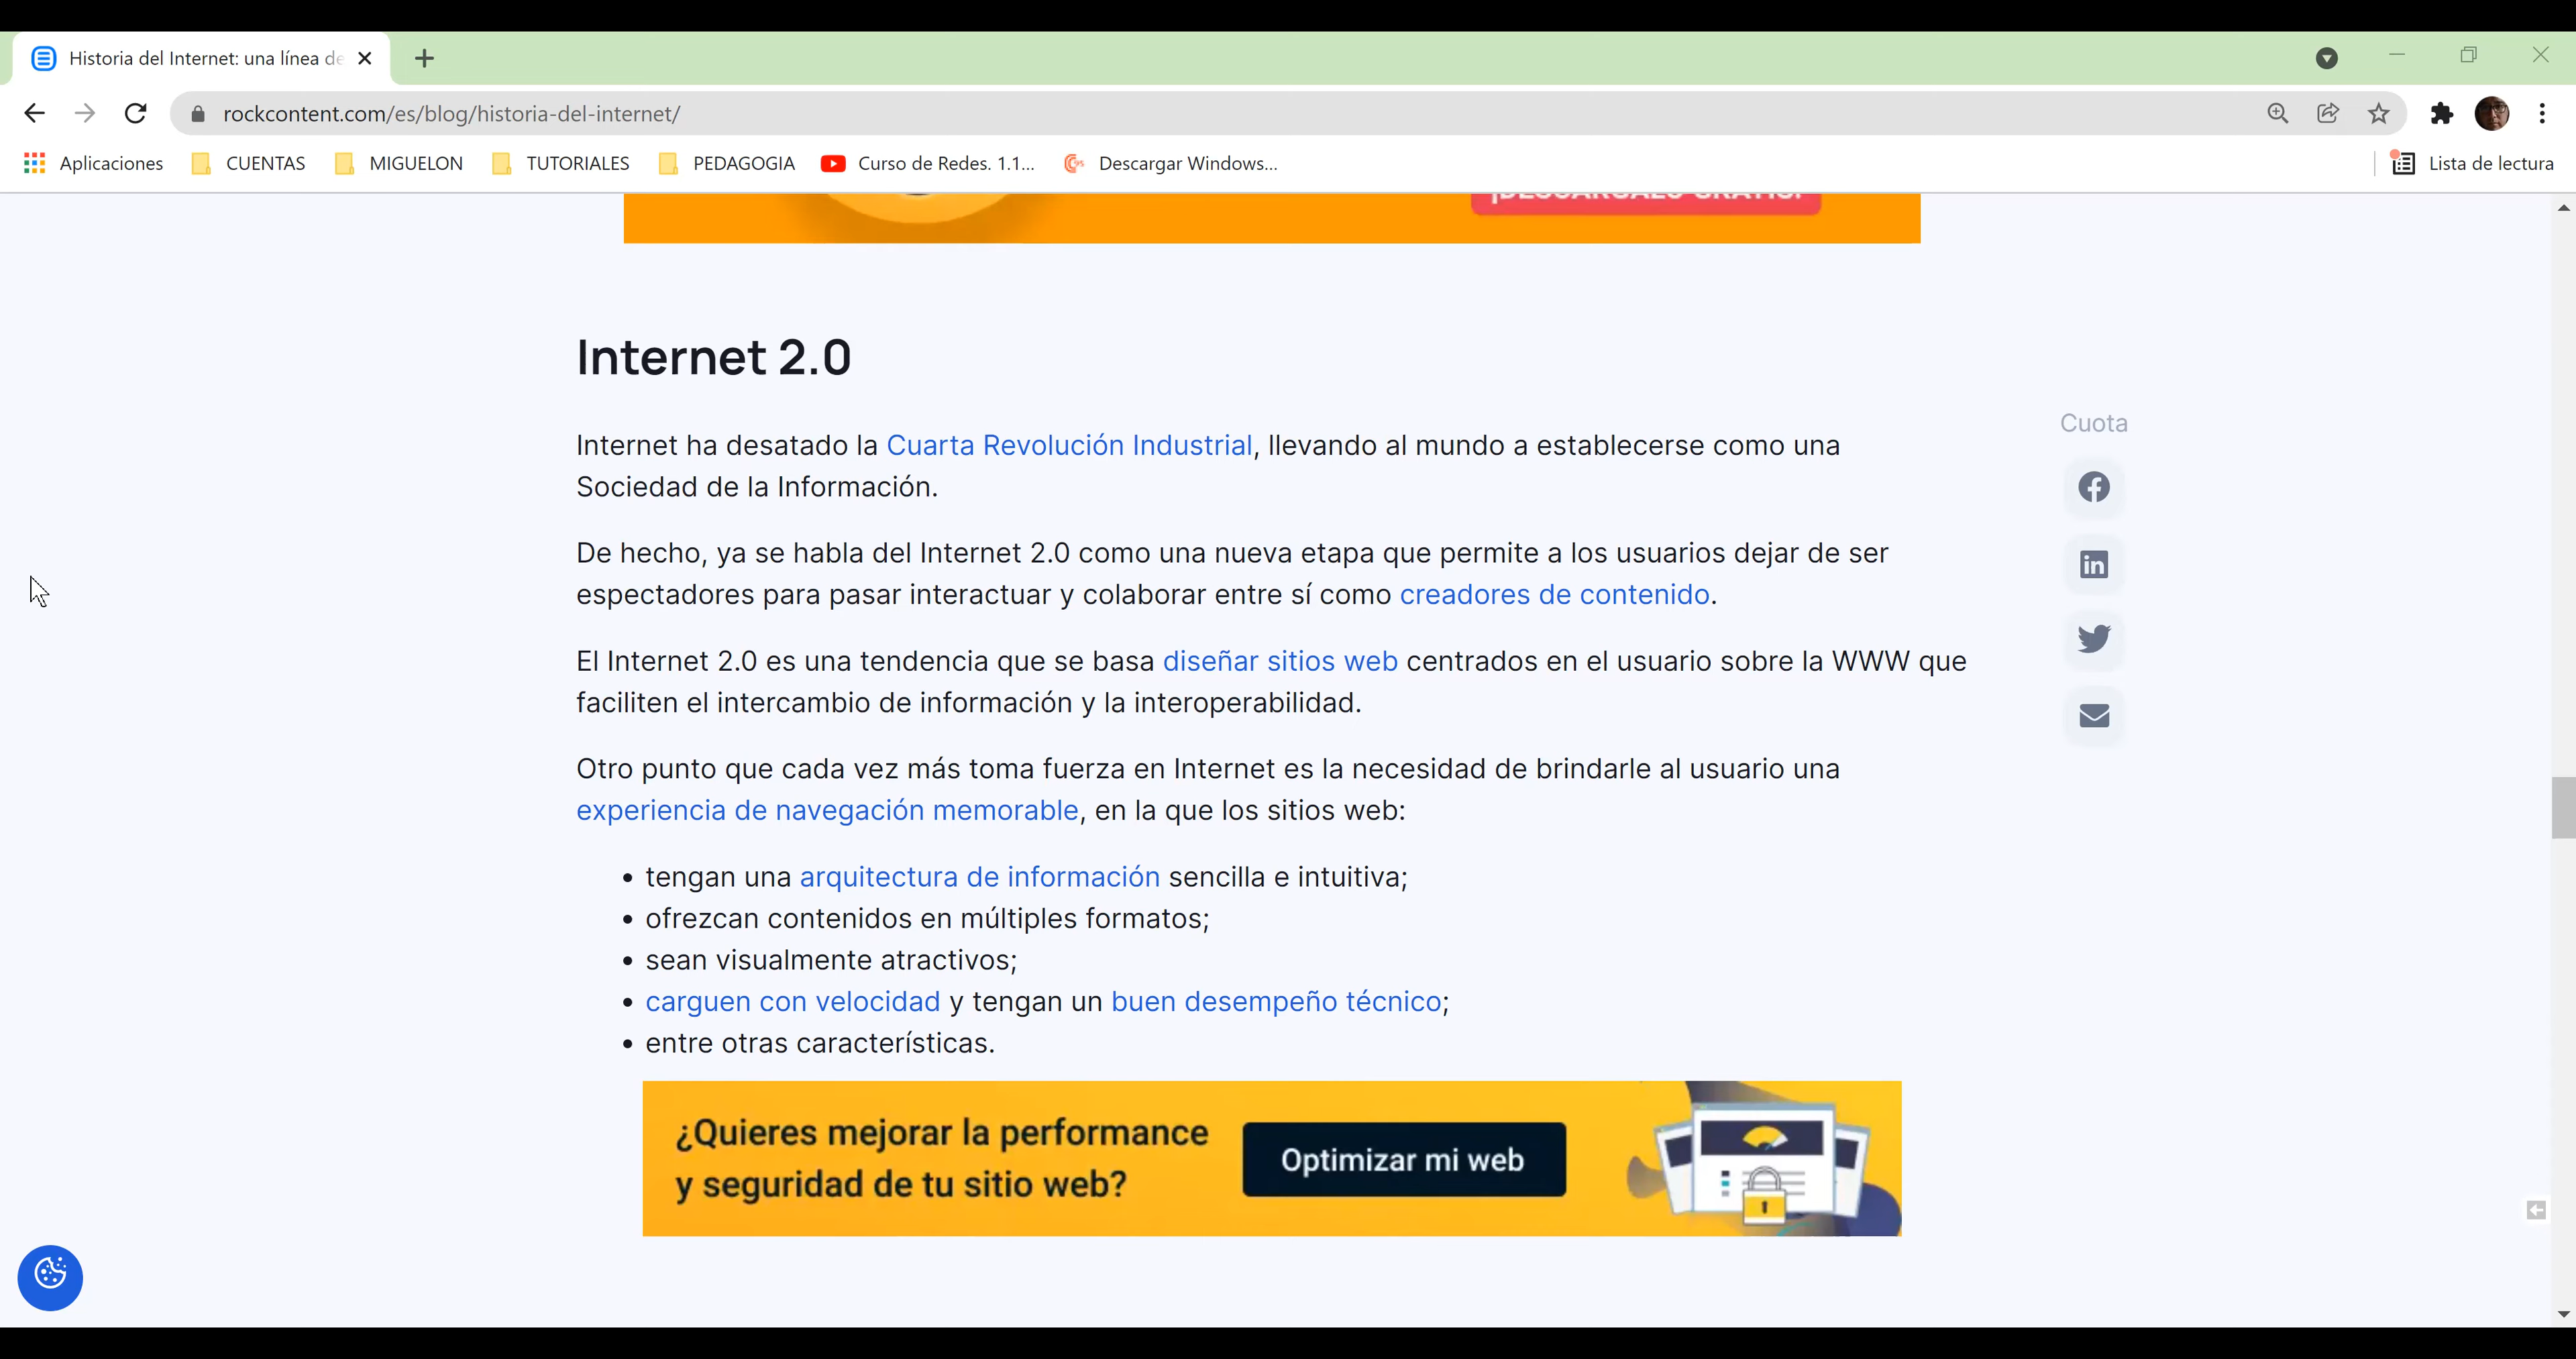 Historia del Internet: una línea de
rockcontent.com/es/blog/historia-del-internet/
Aplicaciones CUENTAS MIGUELON TUTORIALES PEDAGOGIA Curso de Redes. 1.1... Descargar Windows... Lista de lectura
Internet 2.0
Internet ha desatado la Cuarta Revolución Industrial, llevando al mundo a establecerse como una
Sociedad de la Información.
De hecho, ya se habla del Internet 2.0 como una nueva etapa que permite a los usuarios dejar de ser
espectadores para pasar interactuar y colaborar entre sí como creadores de contenido.
El Internet 2.0 es una tendencia que se basa diseñar sitios web centrados en el usuario sobre la WWW que
faciliten el intercambio de información y la interoperabilidad.
Otro punto que cada vez más toma fuerza en Internet es la necesidad de brindarle al usuario una
experiencia de navegación memorable, en la que los sitios web:
• tengan una arquitectura de información sencilla e intuitiva;
• ofrezcan contenidos en múltiples formatos;
• sean visualmente atractivos;
• carguen con velocidad y tengan un buen desempeño técnico;
• entre otras características.
Cuota
¿Quieres mejorar la performance
y seguridad de tu sitio web?
Optimizar mi web